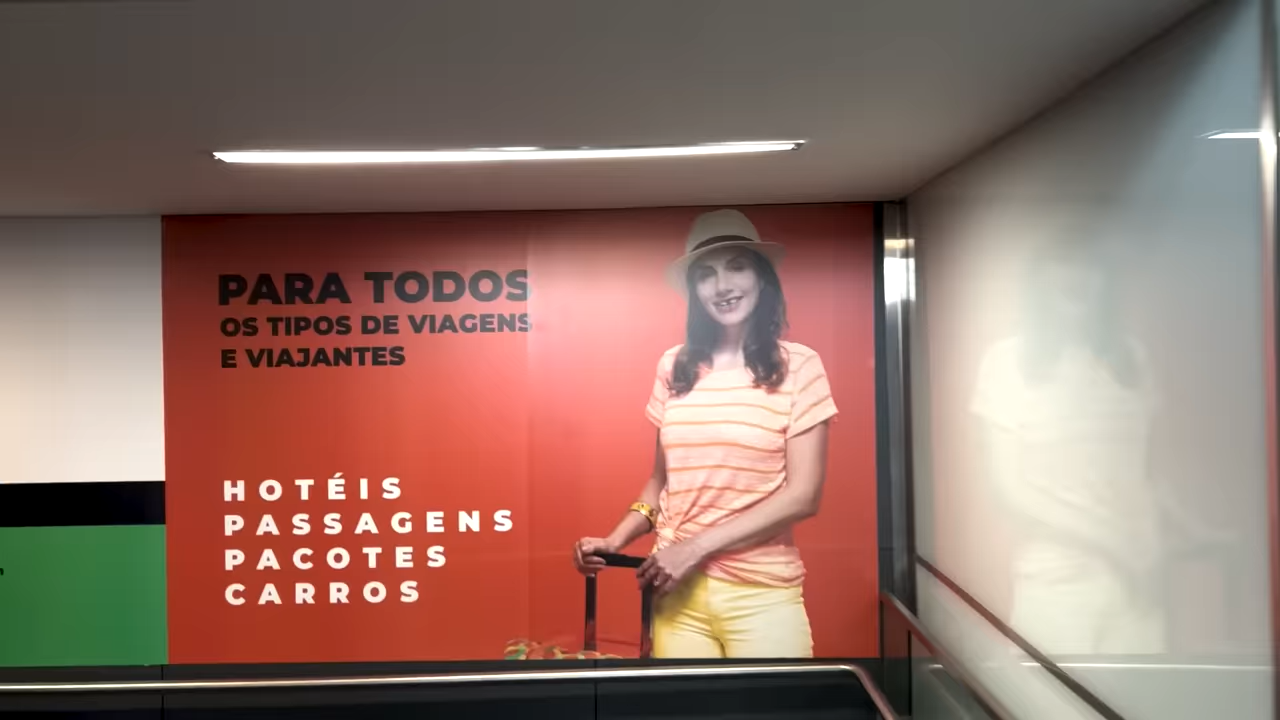 PARA TODOS
OS TIPOS DE VIAGENS
E VIAJANTES
HOTÉIS
PASSAGENS
PACOTES
CARROS